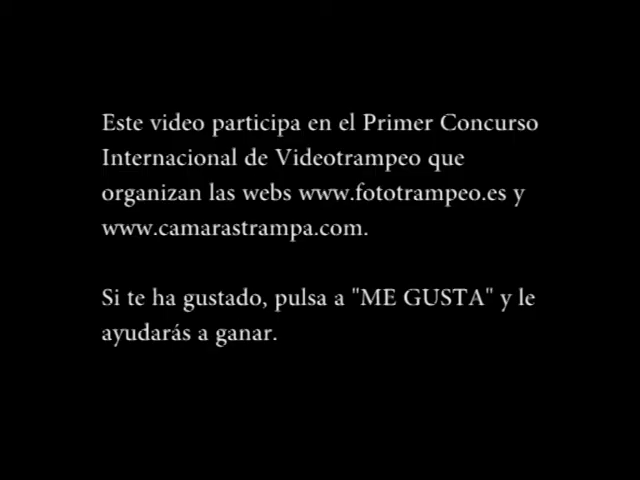 Este video participa en el Primer Concurso
Internacional de Videotrampeo que
organizan las webs www.fototrampeo.es y
www.camarastrampa.com.
Si te ha gustado, pulsa a "ME GUSTA" y le
ayudarás a ganar.